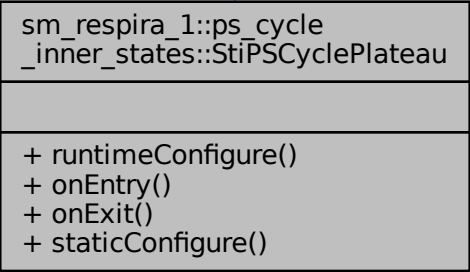 sm_respira_1::ps_cycle
_inner_states::StiPSCyclePlateau
+ runtimeConfigure()
+ onEntry()
+ onExit()
+ staticConfigure()